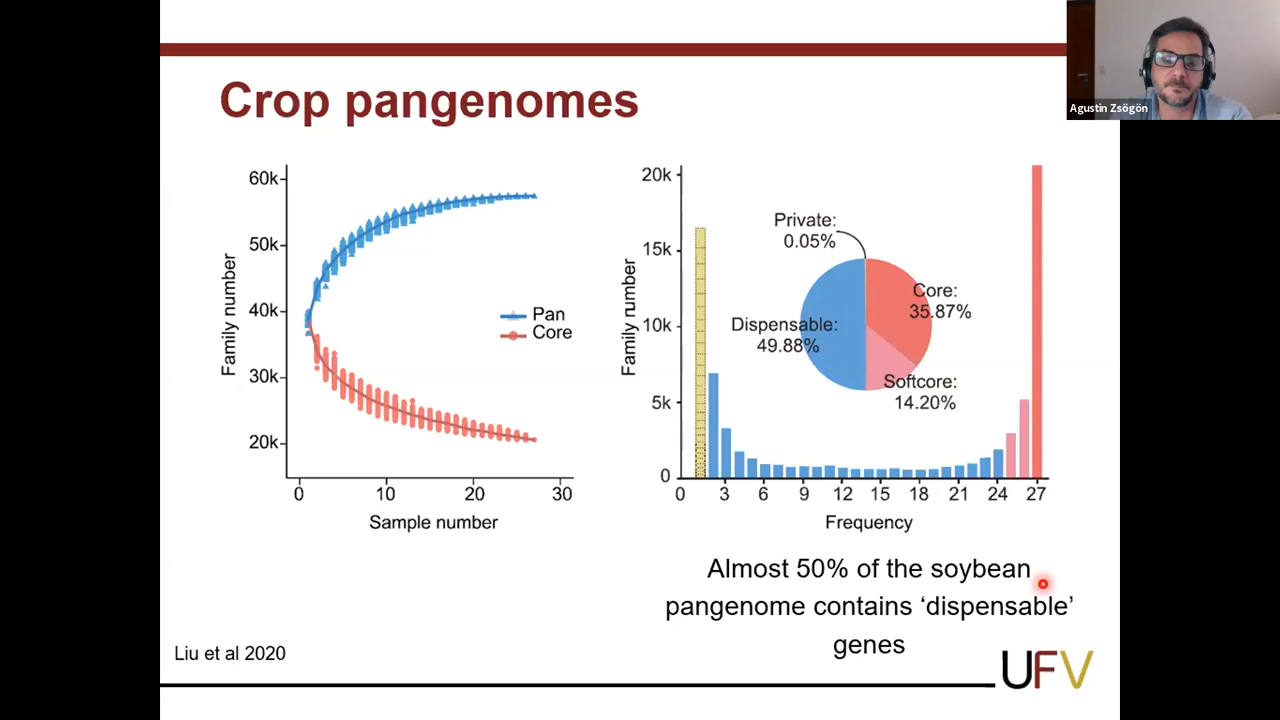 Agustin Zsögön
Crop pangenomes
60k
50k
40k
30k
20k
Family number
Pan
Core
0
10
20
30
Sample number
20k
15k
10k
5k
0
Family number
Private:
0.05%
Core:
35.87%
Dispensable:
49.88%
Softcore:
14.20%
0
3
6
9
12
15
18
21
24
27
Frequency
Almost 50% of the soybean
pangenome contains ‘dispensable’
genes
Liu et al 2020
UFV